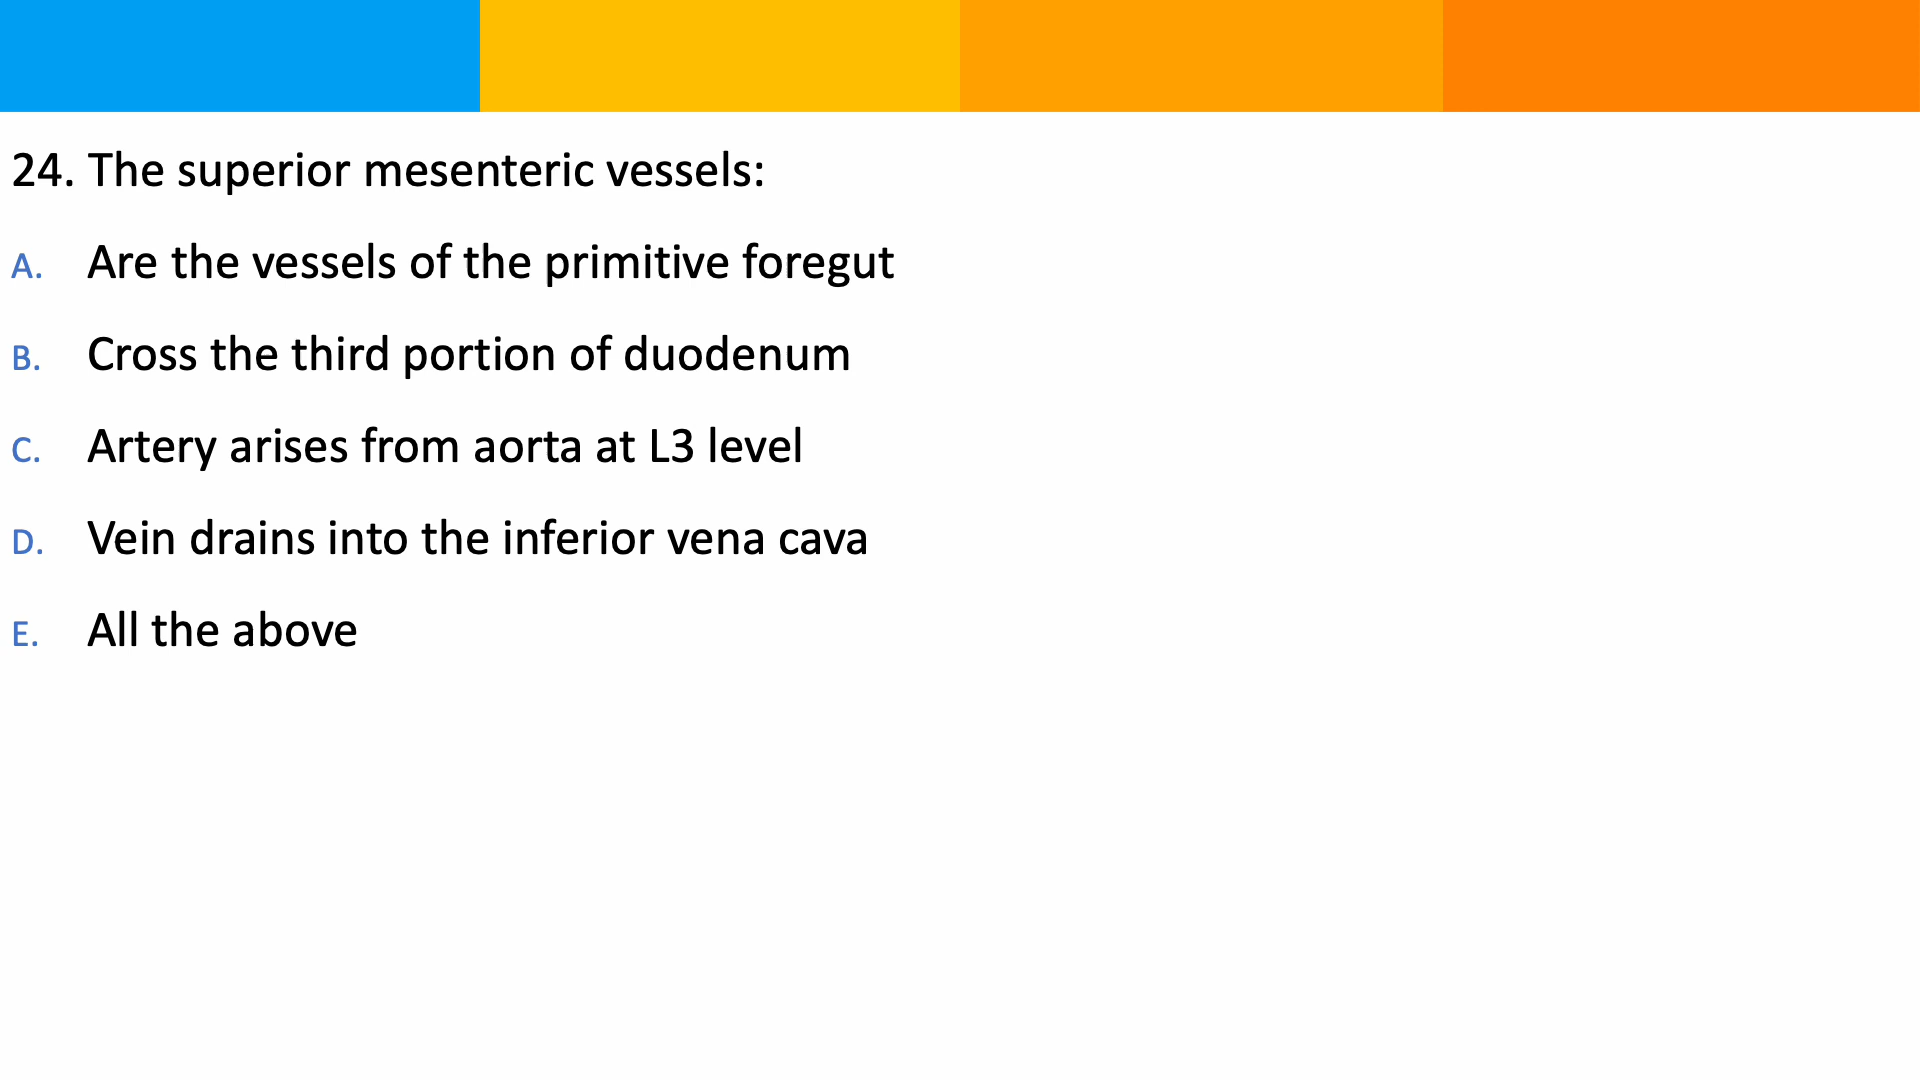 24. The superior mesenteric vessels:
A. Are the vessels of the primitive foregut
B. Cross the third portion of duodenum
C. Artery arises from aorta at L3 level
D. Vein drains into the inferior vena cava
E. All the above